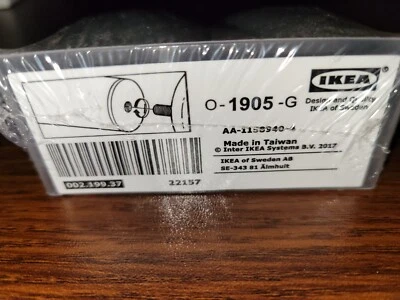 IKEA
O-1905-G
Design and Quality
IKEA of Sweden
Made in Taiwan
© Inter IKEA Systems B.V. 2017
IKEA of Sweden AB
SE-343 81 Älmhult
002.399.37
22157